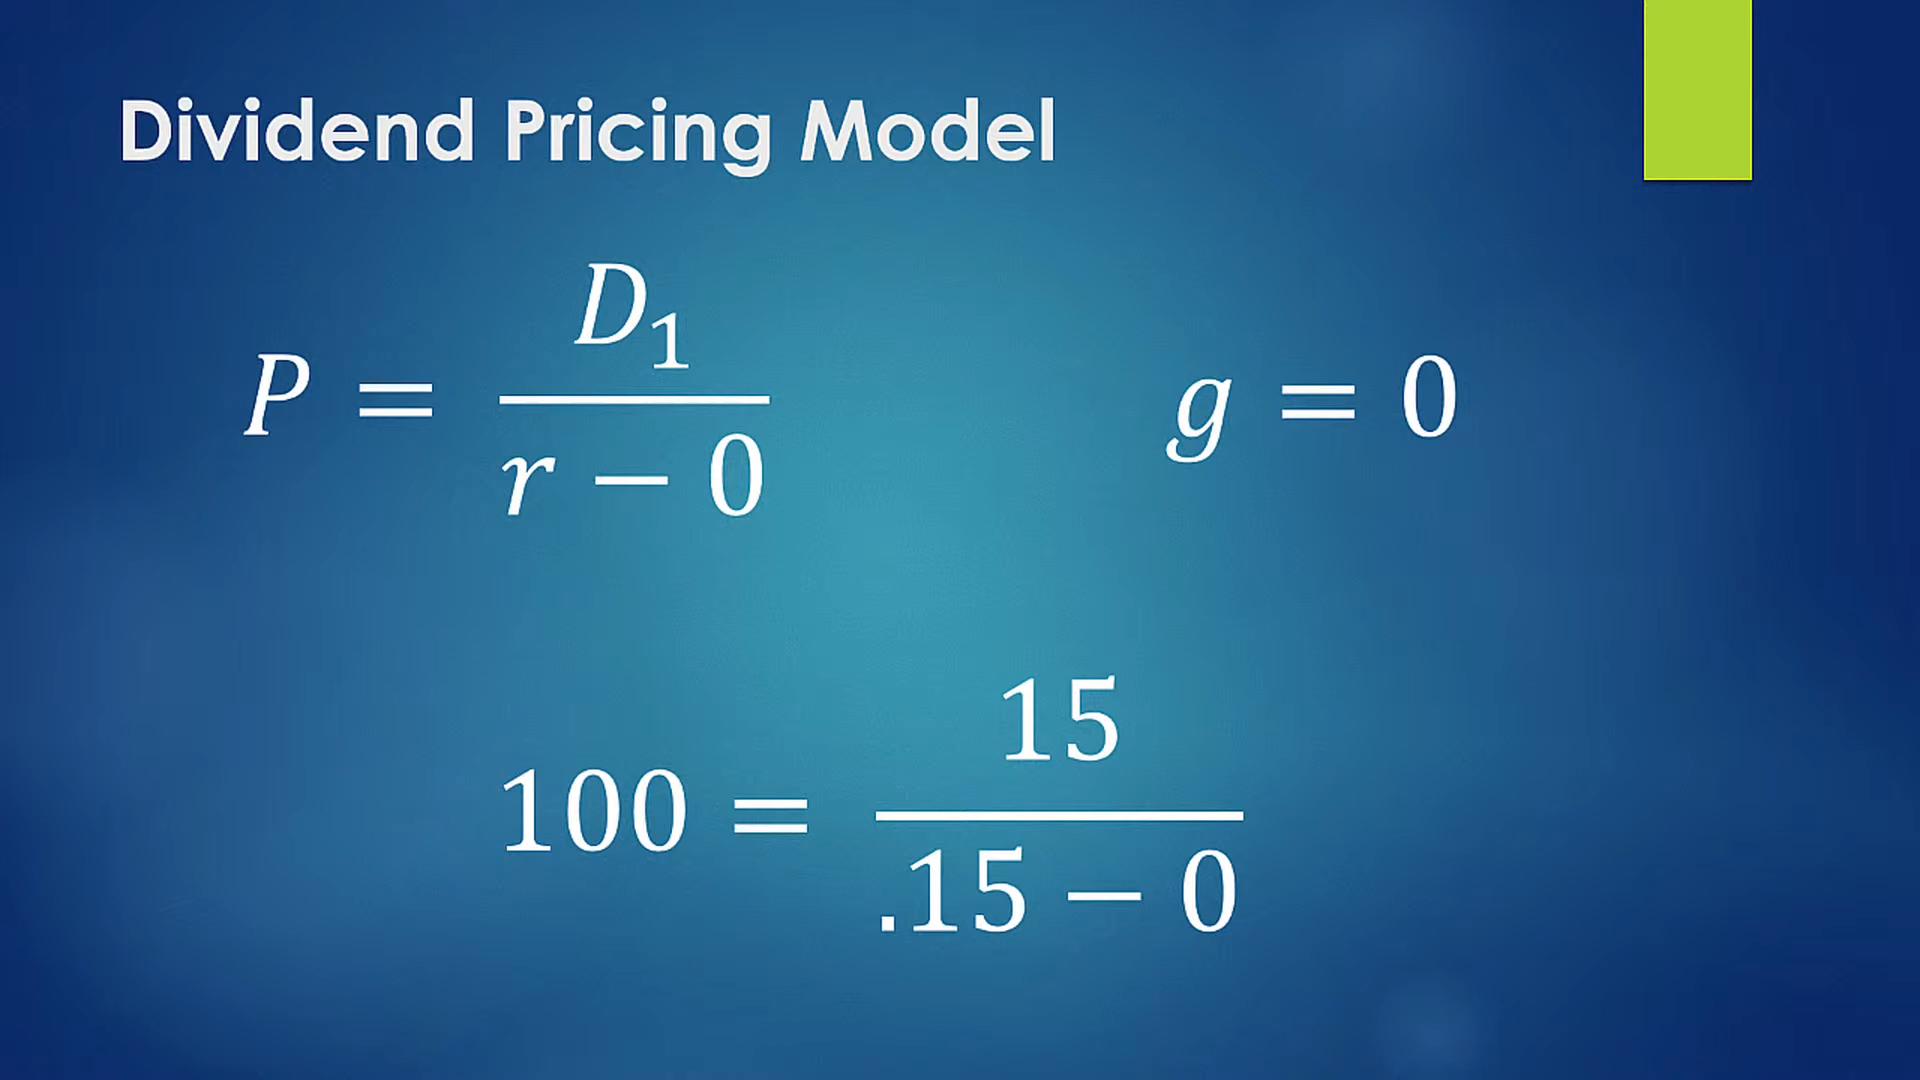 Dividend Pricing Model
P = D₁ / r − 0
g = 0
100 = 15 / .15 − 0